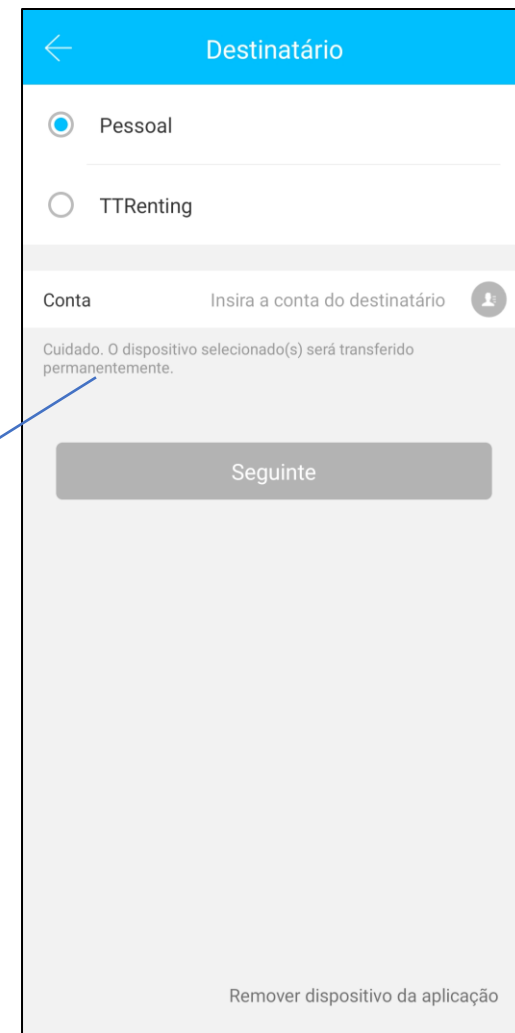 Destinatário
Pessoal
TTRenting
Conta Insira a conta do destinatário
Cuidado. O dispositivo selecionado(s) será transferido
permanentemente.
Seguinte
Remover dispositivo da aplicação